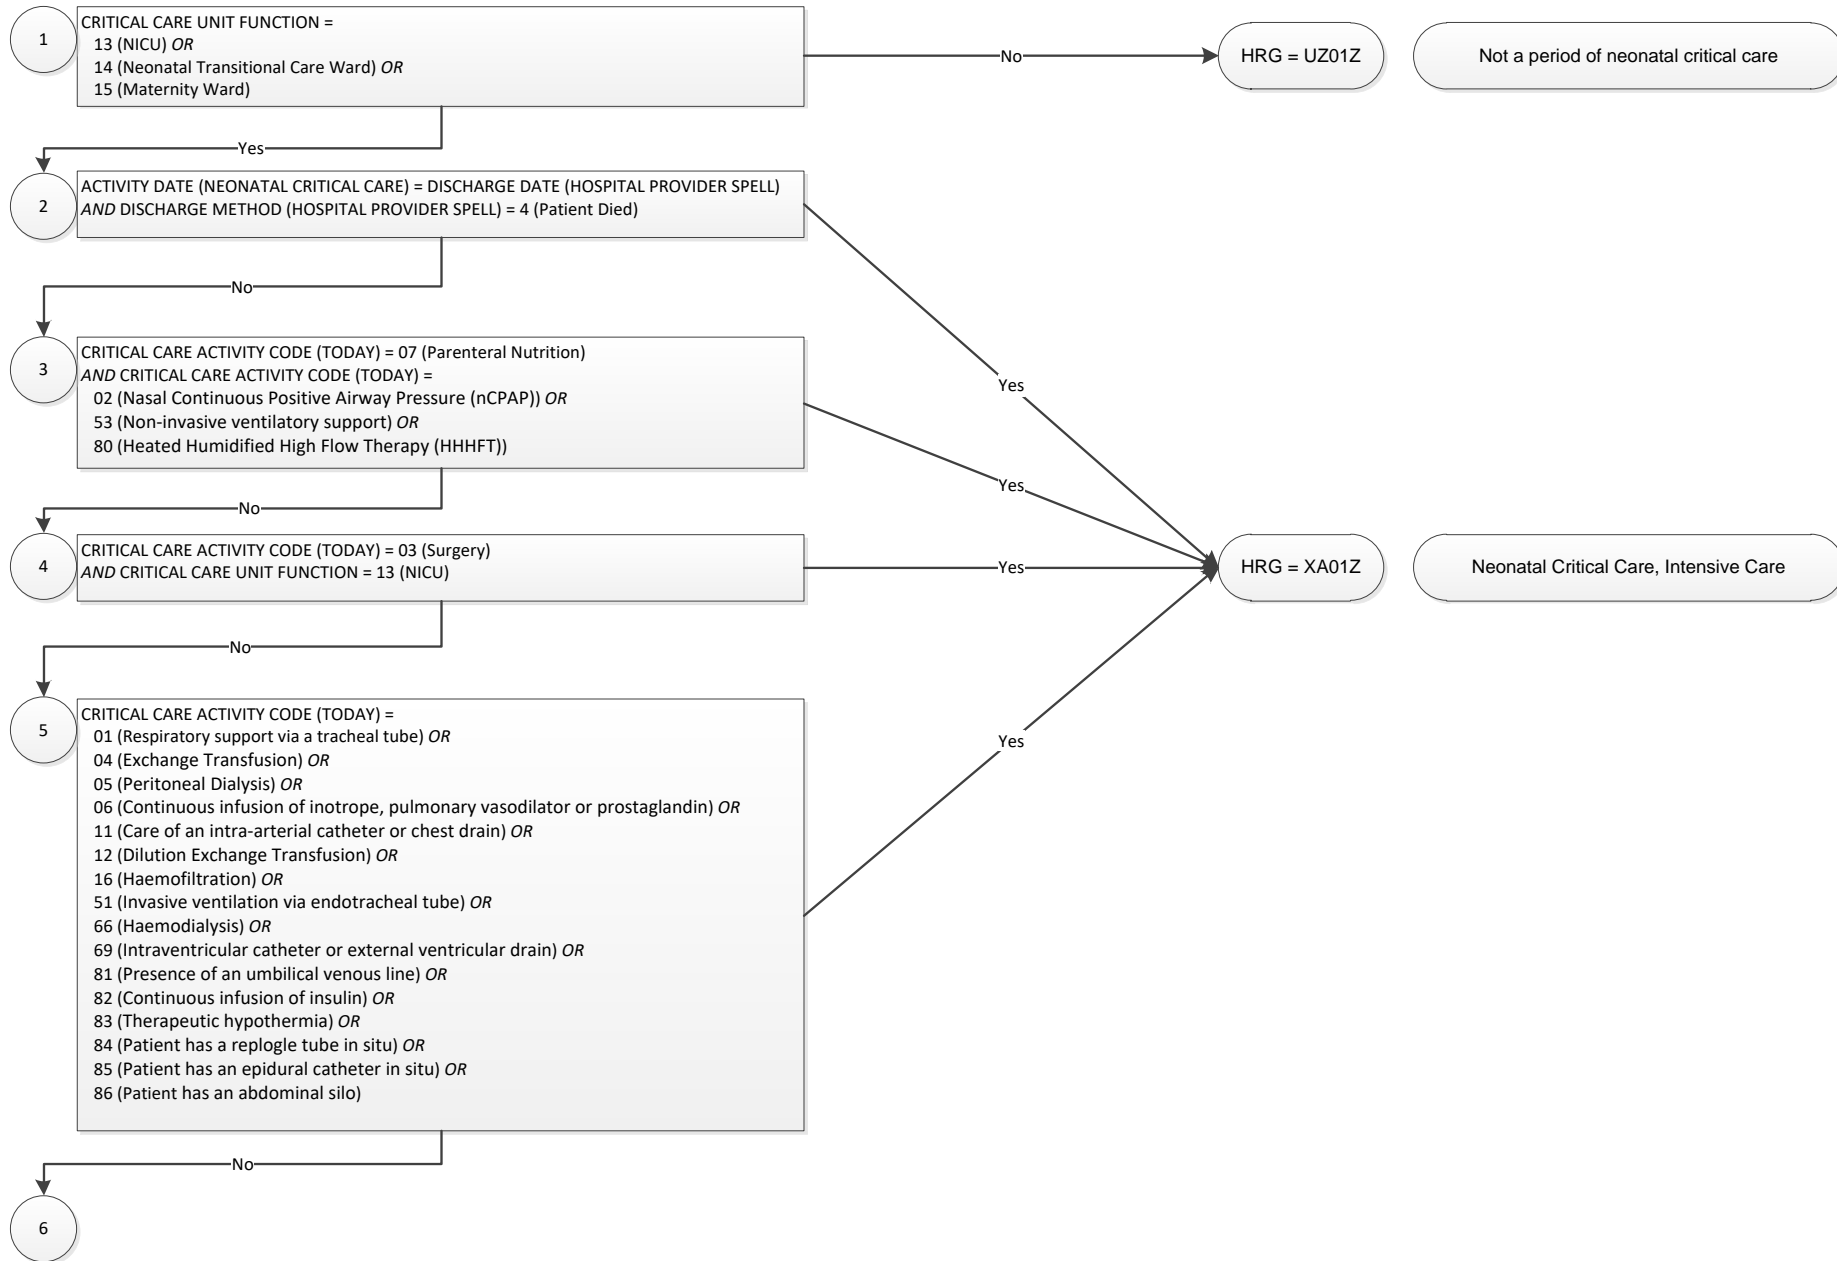 1
CRITICAL CARE UNIT FUNCTION =
13 (NICU) OR
14 (Neonatal Transitional Care Ward) OR
15 (Maternity Ward)
No
HRG = UZ01Z
Not a period of neonatal critical care
Yes
2
ACTIVITY DATE (NEONATAL CRITICAL CARE) = DISCHARGE DATE (HOSPITAL PROVIDER SPELL)
AND DISCHARGE METHOD (HOSPITAL PROVIDER SPELL) = 4 (Patient Died)
No
3
CRITICAL CARE ACTIVITY CODE (TODAY) = 07 (Parenteral Nutrition)
AND CRITICAL CARE ACTIVITY CODE (TODAY) =
02 (Nasal Continuous Positive Airway Pressure (nCPAP)) OR
53 (Non-invasive ventilatory support) OR
80 (Heated Humidified High Flow Therapy (HHHFT))
Yes
Yes
No
4
CRITICAL CARE ACTIVITY CODE (TODAY) = 03 (Surgery)
AND CRITICAL CARE UNIT FUNCTION = 13 (NICU)
Yes
HRG = XA01Z
Neonatal Critical Care, Intensive Care
No
5
CRITICAL CARE ACTIVITY CODE (TODAY) =
01 (Respiratory support via a tracheal tube) OR
04 (Exchange Transfusion) OR
05 (Peritoneal Dialysis) OR
06 (Continuous infusion of inotrope, pulmonary vasodilator or prostaglandin) OR
11 (Care of an intra-arterial catheter or chest drain) OR
12 (Dilution Exchange Transfusion) OR
16 (Haemofiltration) OR
51 (Invasive ventilation via endotracheal tube) OR
66 (Haemodialysis) OR
69 (Intraventricular catheter or external ventricular drain) OR
81 (Presence of an umbilical venous line) OR
82 (Continuous infusion of insulin) OR
83 (Therapeutic hypothermia) OR
84 (Patient has a replogle tube in situ) OR
85 (Patient has an epidural catheter in situ) OR
86 (Patient has an abdominal silo)
Yes
No
6